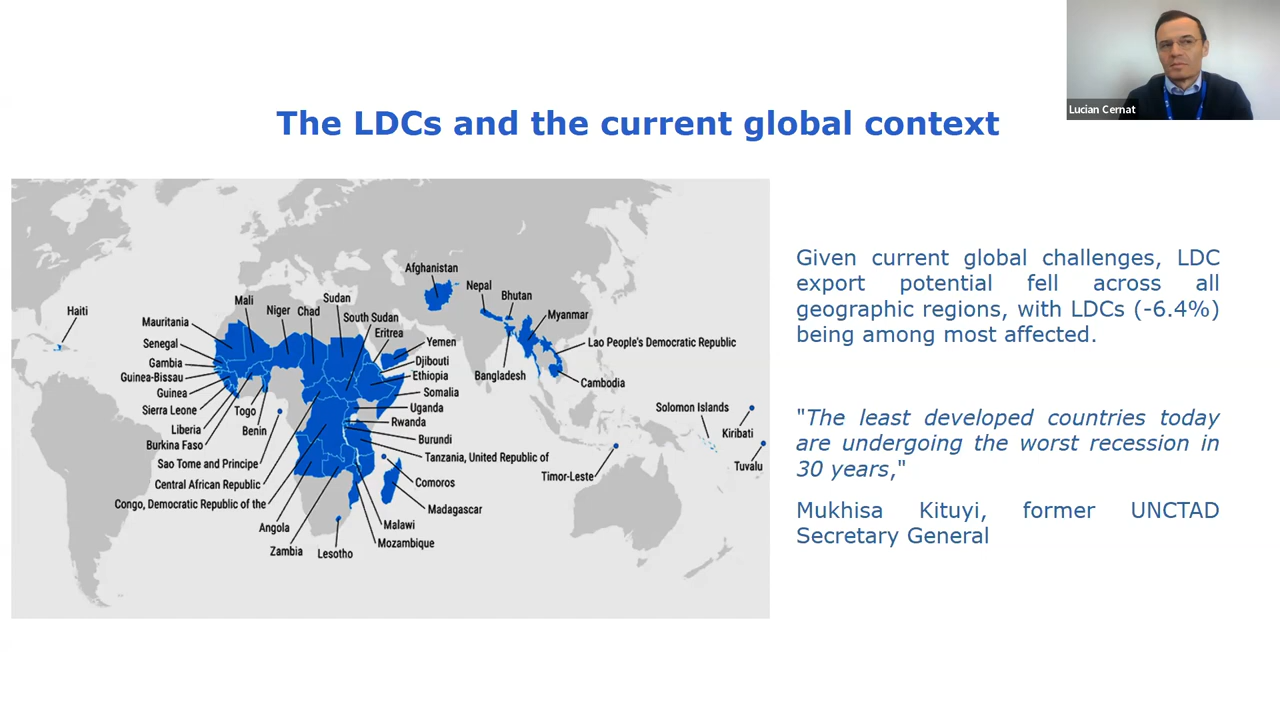 Lucian Cernat
The LDCs and the current global context
Afghanistan
Nepal
Bhutan
Myanmar
Lao People's Democratic Republic
Bangladesh
Cambodia
Haiti
Mali
Niger
Chad
Sudan
South Sudan
Eritrea
Mauritania
Yemen
Senegal
Djibouti
Gambia
Ethiopia
Guinea-Bissau
Somalia
Guinea
Uganda
Sierra Leone
Togo
Rwanda
Liberia
Benin
Burundi
Burkina Faso
Tanzania, United Republic of
Sao Tome and Principe
Comoros
Central African Republic
Congo, Democratic Republic of the
Madagascar
Angola
Malawi
Zambia
Lesotho
Mozambique
Solomon Islands
Kiribati
Tuvalu
Timor-Leste
Given current global challenges, LDC
export potential fell across all
geographic regions, with LDCs (-6.4%)
being among most affected.
"The least developed countries today
are undergoing the worst recession in
30 years,"
Mukhisa Kituyi, former UNCTAD
Secretary General